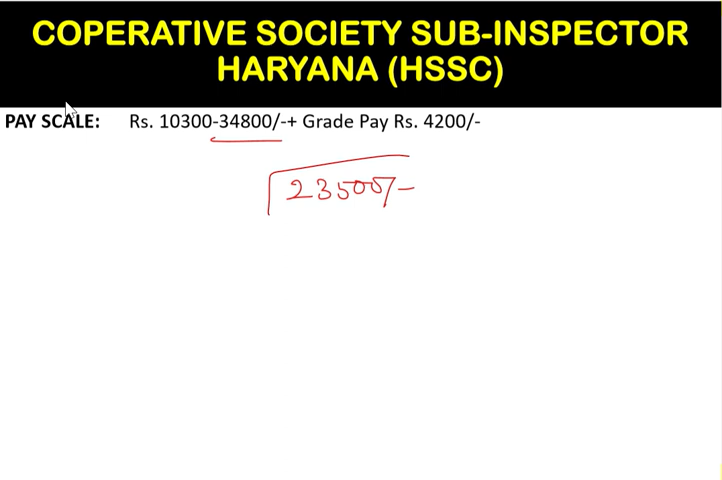 COPERATIVE SOCIETY SUB-INSPECTOR
HARYANA (HSSC)
PAY SCALE: Rs. 10300-34800/-+ Grade Pay Rs. 4200/-
23500/-